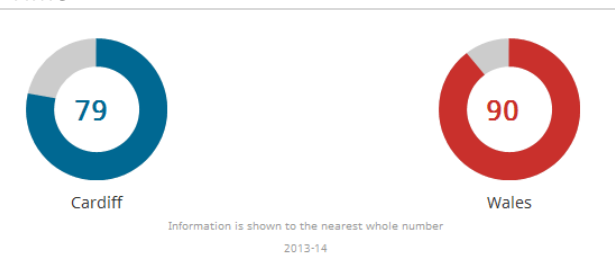 79
90
Cardiff
Wales
Information is shown to the nearest whole number
2013-14